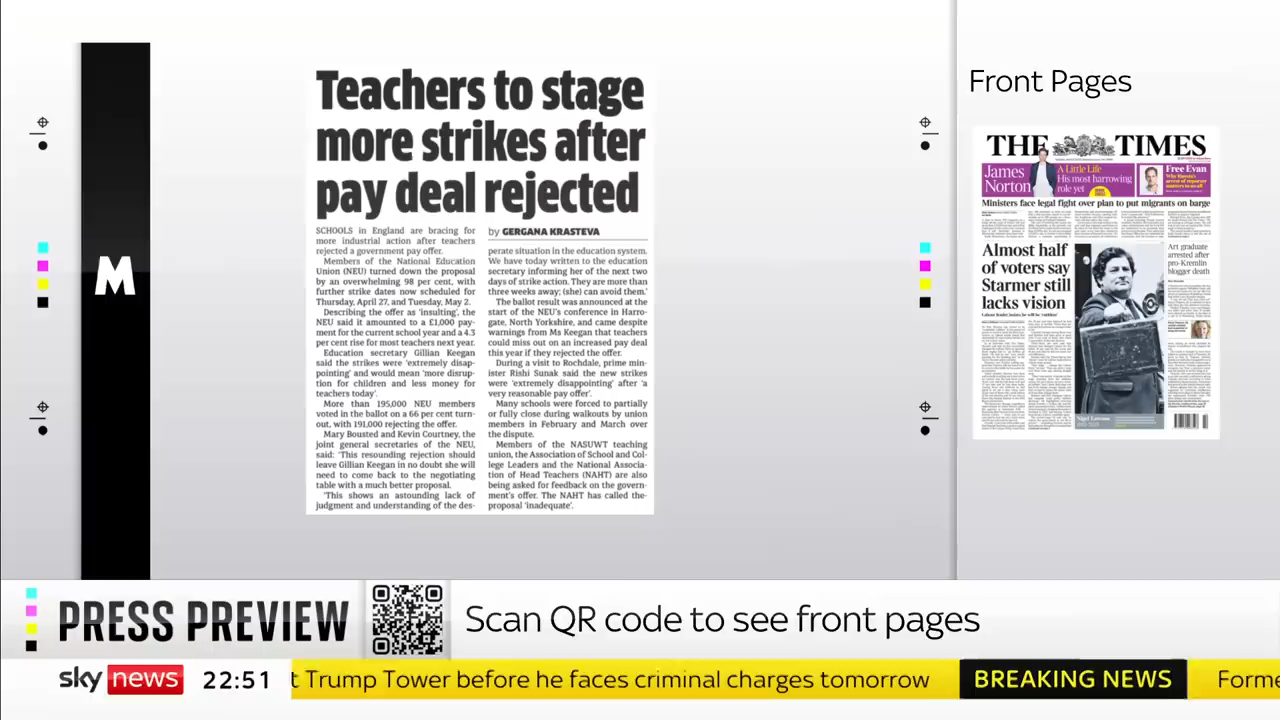 M
Teachers to stage
more strikes after
pay deal rejected
SCHOOLS in England are bracing for
more industrial action after teachers
rejected a government pay offer.
Members of the National Education
Union (NEU) turned down the proposal
by an overwhelming 98 per cent, with
further strike dates now scheduled for
Thursday, April 27, and Tuesday, May 2.
Describing the offer as 'insulting', the
NEU said it amounted to a £1,000 pay-
ment for the current school year and a 4.3
per cent rise for most teachers next year.
Education secretary Gillian Keegan
said the strikes were 'extremely disap-
pointing' and would mean 'more disrup-
tion for children and less money for
teachers today'.
More than 195,000 NEU members
voted in the ballot on a 66 per cent turn-
out, with 191,000 rejecting the offer.
Mary Bousted and Kevin Courtney, the
joint general secretaries of the NEU,
said: 'This resounding rejection should
leave Gillian Keegan in no doubt she will
need to come back to the negotiating
table with a much better proposal.
'This shows an astounding lack of
judgment and understanding of the des-
by GERGANA KRASTEVA
perate situation in the education system.
We have today written to the education
secretary informing her of the next two
days of strike action. They are more than
three weeks away; (she) can avoid them.'
The ballot result was announced at the
start of the NEU's conference in Harro-
gate, North Yorkshire, and came despite
warnings from Ms Keegan that teachers
could miss out on an increased pay deal
this year if they rejected the offer.
During a visit to Rochdale, prime min-
ister Rishi Sunak said the new strikes
were 'extremely disappointing' after 'a
very reasonable pay offer'.
Many schools were forced to partially
or fully close during walkouts by union
members in February and March over
the dispute.
Members of the NASUWT teaching
union, the Association of School and Col-
lege Leaders and the National Associa-
tion of Head Teachers (NAHT) are also
being asked for feedback on the govern-
ment's offer. The NAHT has called the
proposal 'inadequate'.
Front Pages
THE TIMES
James
Norton
A Little Life
His most harrowing
role yet
Free Evan
Why Russia's
arrest of reporter
matters to us all
Ministers face legal fight over plan to put migrants on barge
Almost half
of voters say
Starmer still
lacks vision
Art graduate
arrested after
pro-Kremlin
blogger death
Nigel Lawson
PRESS PREVIEW
Scan QR code to see front pages
sky news 22:51 t Trump Tower before he faces criminal charges tomorrow BREAKING NEWS Forme